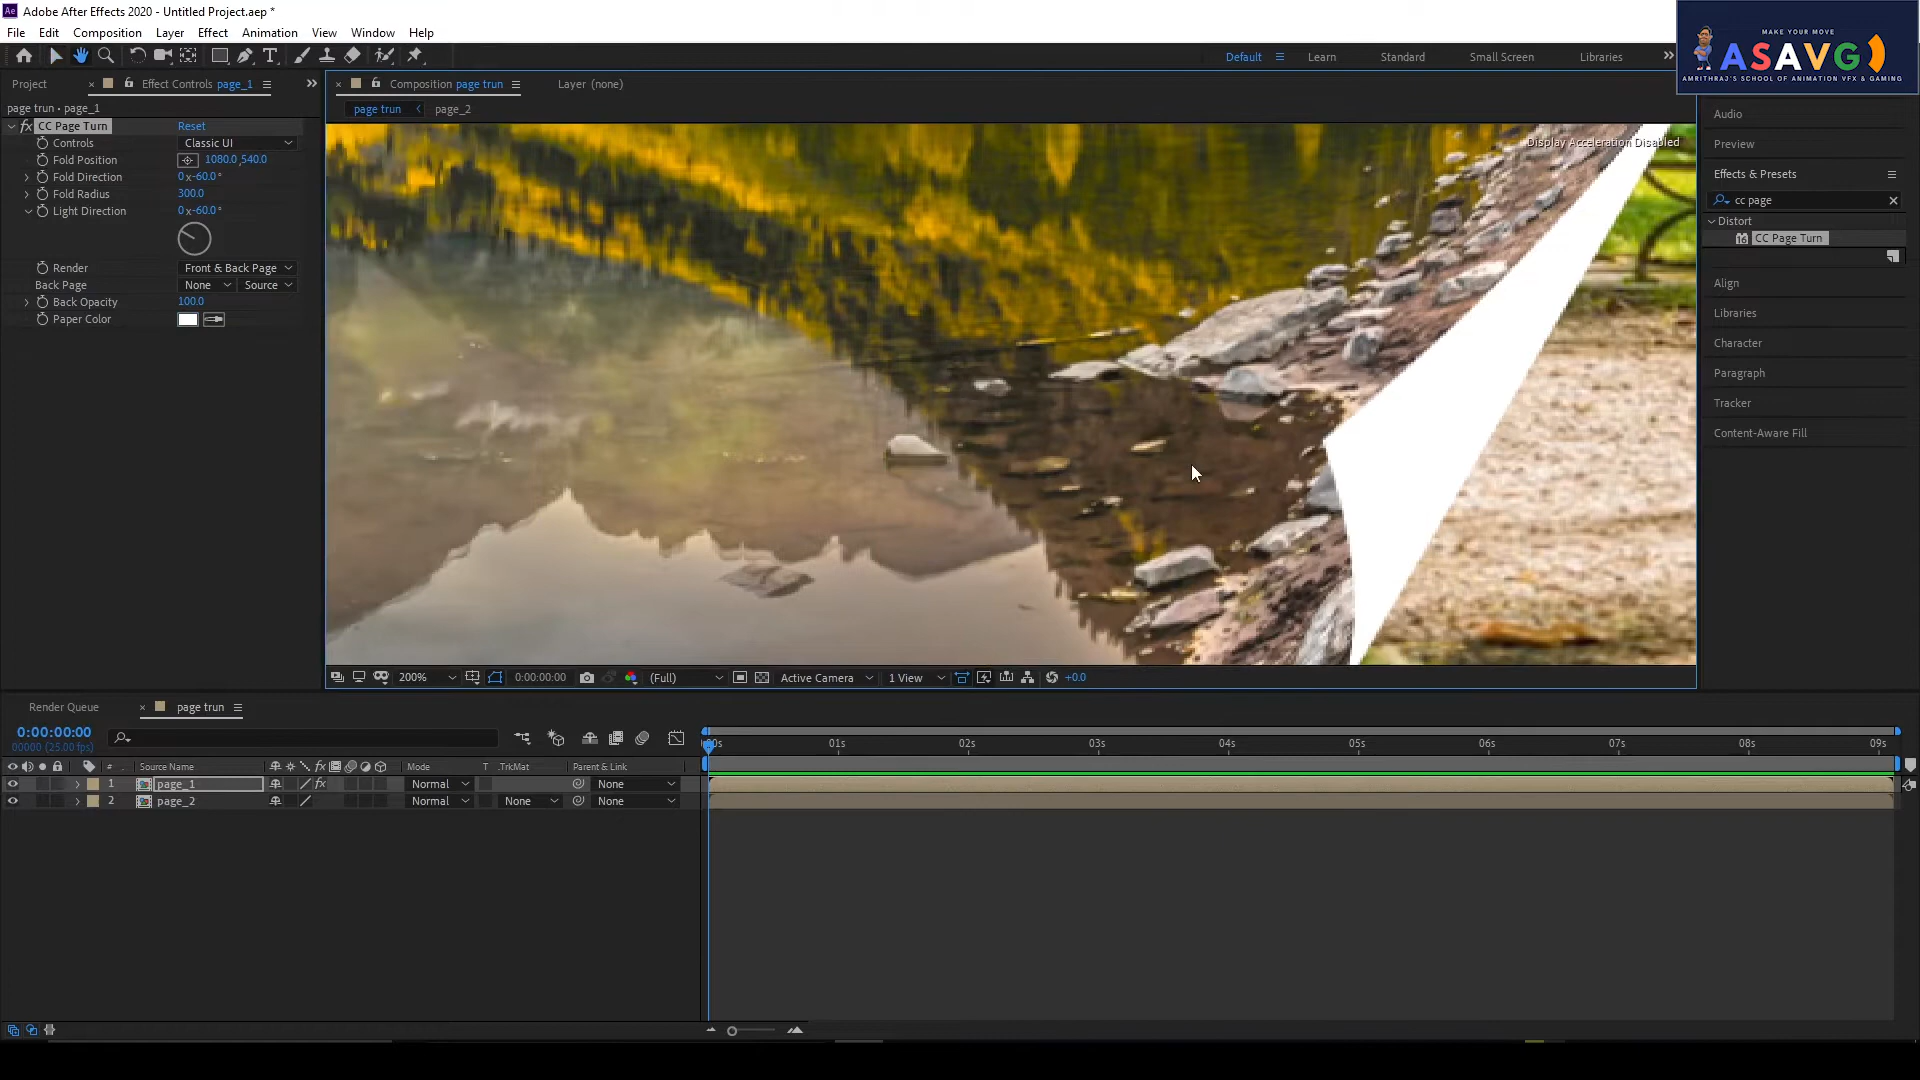 Adobe After Effects 2020 - Untitled Project.aep *
File Edit Composition Layer Effect Animation View Window Help
Default Learn Standard Small Screen Libraries
MAKE YOUR MOVE
ASAVG
AMRITHRAJ'S SCHOOL OF ANIMATION VFX & GAMING
Project Effect Controls page_1
page trun • page_1
fx CC Page Turn Reset
Controls Classic UI
Fold Position 1080.0,540.0
Fold Direction 0x-60.0°
Fold Radius 300.0
Light Direction 0x-60.0°
Render Front & Back Page
Back Page None Source
Back Opacity 100.0
Paper Color
Composition page trun Layer (none)
page trun page_2
Display Acceleration Disabled
200% 0:00:00:00 (Full) Active Camera 1 View +0.0
Audio
Preview
Effects & Presets
cc page
Distort
CC Page Turn
Align
Libraries
Character
Paragraph
Tracker
Content-Aware Fill
Render Queue page trun
0:00:00:00
00000 (25.00 fps)
# Source Name Mode T .TrkMat Parent & Link
1 page_1 Normal None
2 page_2 Normal None None
:00s 01s 02s 03s 04s 05s 06s 07s 08s 09s